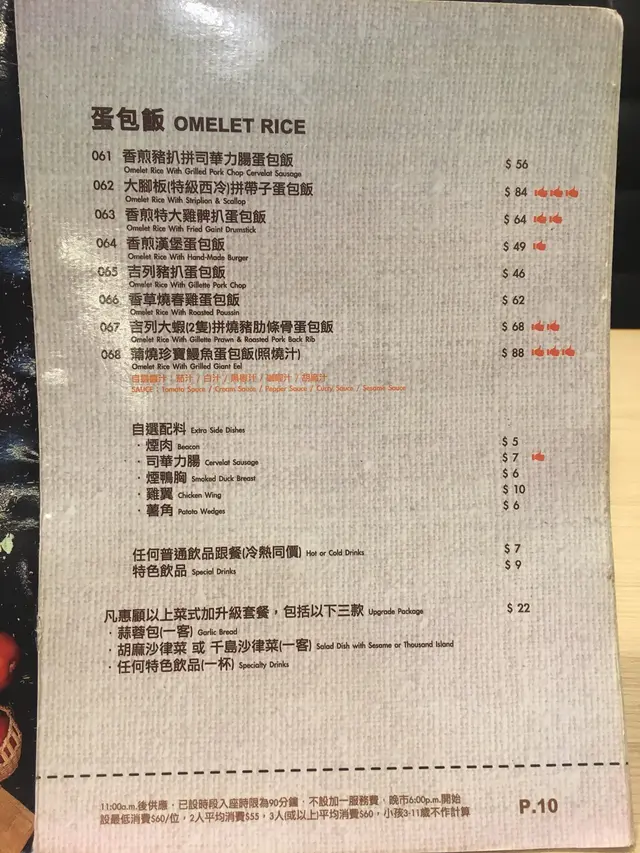 蛋包飯 OMELET RICE
061 香煎豬扒拼司華力腸蛋包飯 $ 56
Omelet Rice With Grilled Pork Chop Cervelat Sausage
062 大腳板(特級西冷)拼帶子蛋包飯 $ 84
Omelet Rice With Striplion & Scallop
063 香煎特大雞髀扒蛋包飯 $ 64
Omelet Rice With Fried Gaint Drumstick
064 香煎漢堡蛋包飯 $ 49
Omelet Rice With Hand-Made Burger
065 吉列豬扒蛋包飯 $ 46
Omelet Rice With Gillette Pork Chop
066 香草燒春雞蛋包飯 $ 62
Omelet Rice With Roasted Poussin
067 吉列大蝦(2隻)拼燒豬肋條骨蛋包飯 $ 68
Omelet Rice With Gillette Prawn & Roasted Pork Back Rib
068 蒲燒珍寶鰻魚蛋包飯(照燒汁) $ 88
Omelet Rice With Grilled Giant Eel
自選醬汁：茄汁 / 白汁 / 黑椒汁 / 咖喱汁 / 胡麻汁
SAUCE : Tomato Sauce / Cream Sauce / Pepper Sauce / Curry Sauce / Sesame Sauce
自選配料 Extra Side Dishes
· 煙肉 Beacon $ 5
· 司華力腸 Cervelat Sausage $ 7
· 煙鴨胸 Smoked Duck Breast $ 6
· 雞翼 Chicken Wing $ 10
· 薯角 Potato Wedges $ 6
任何普通飲品跟餐(冷熱同價) Hot or Cold Drinks $ 7
特色飲品 Special Drinks $ 9
凡惠顧以上菜式加升級套餐，包括以下三款 Upgrade Package $ 22
· 蒜蓉包(一客) Garlic Bread
· 胡麻沙律菜 或 千島沙律菜(一客) Salad Dish with Sesame or Thousand Island
· 任何特色飲品(一杯) Specialty Drinks
11:00a.m.後供應，已設時段入座時限為90分鐘，不設加一服務費，晚市6:00p.m.開始
設最低消費$60/位，2人平均消費$55，3人(或以上)平均消費$60，小孩3-11歲不作計算
P.10